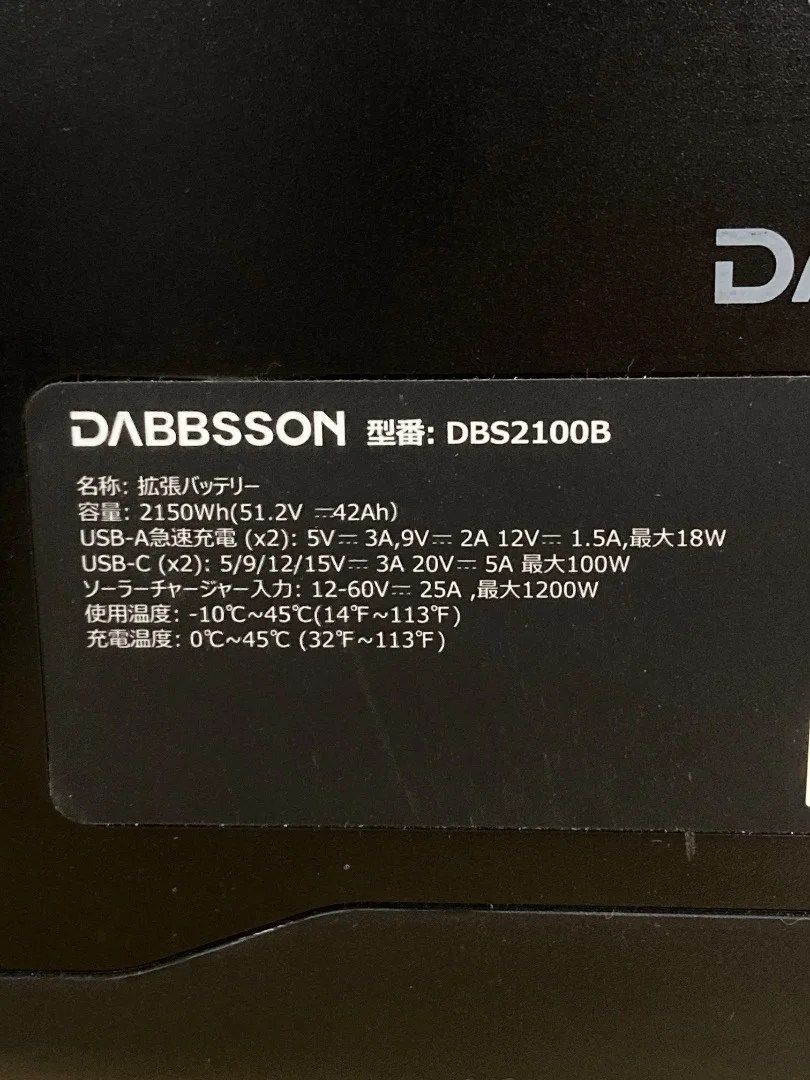 DA
DABBSSON 型番: DBS2100B
名称: 拡張バッテリー
容量: 2150Wh(51.2V ⎓42Ah)
USB-A急速充電 (x2): 5V⎓ 3A,9V⎓ 2A 12V⎓ 1.5A,最大18W
USB-C (x2): 5/9/12/15V⎓ 3A 20V⎓ 5A 最大100W
ソーラーチャージャー入力: 12-60V⎓ 25A ,最大1200W
使用温度: -10℃~45℃(14℉~113℉)
充電温度: 0℃~45℃ (32℉~113℉)